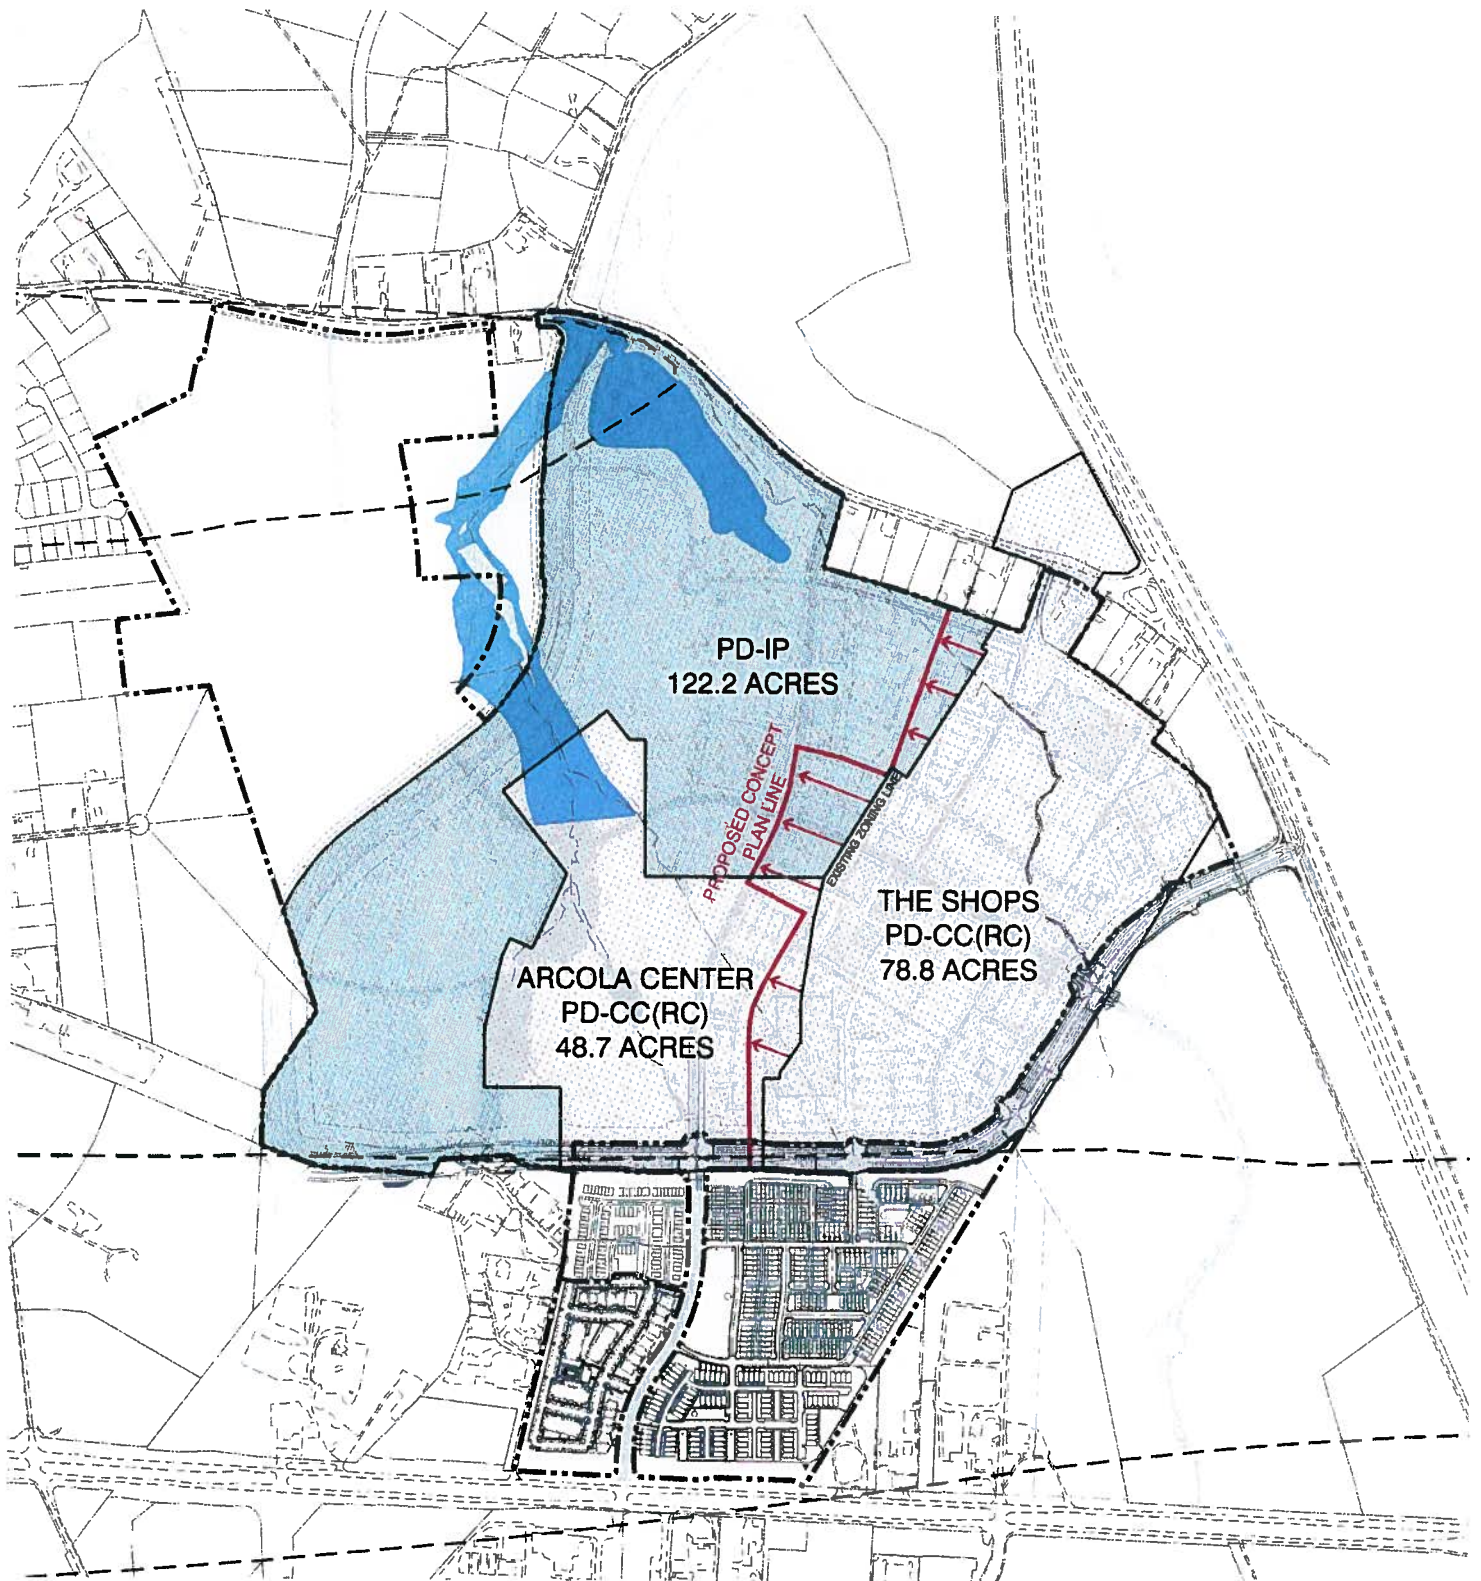 PD-IP
122.2 ACRES
PROPOSED CONCEPT
PLAN LINE
EXISTING ZONING LINE
THE SHOPS
PD-CC(RC)
78.8 ACRES
ARCOLA CENTER
PD-CC(RC)
48.7 ACRES